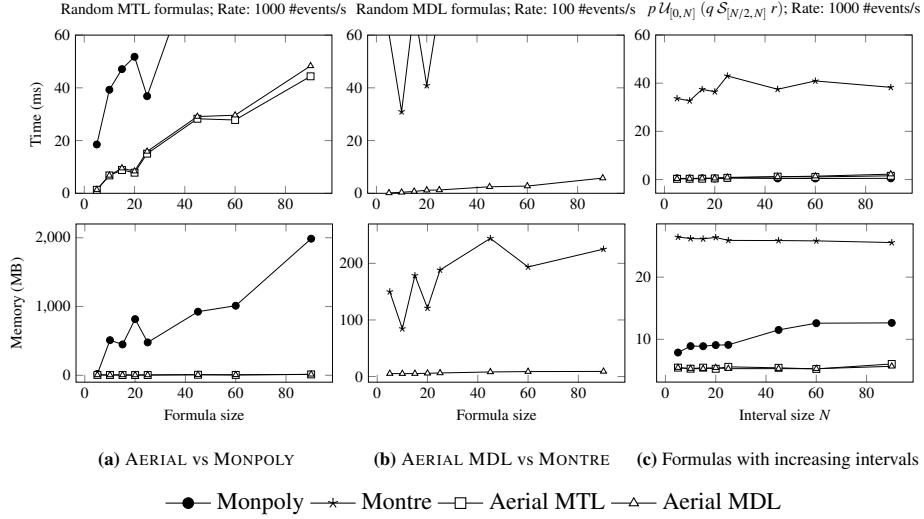 Random MTL formulas; Rate: 1000 #events/s
Random MDL formulas; Rate: 100 #events/s
p U[0,N] (q S[N/2,N] r); Rate: 1000 #events/s
Time (ms)
60
40
20
0
0 20 40 60 80
60
40
20
0
0 20 40 60 80
60
40
20
0
0 20 40 60 80
Memory (MB)
2,000
1,000
0
0 20 40 60 80
Formula size
200
100
0
0 20 40 60 80
Formula size
20
10
0 20 40 60 80
Interval size N
(a) AERIAL vs MONPOLY
(b) AERIAL MDL vs MONTRE
(c) Formulas with increasing intervals
Monpoly Montre Aerial MTL Aerial MDL